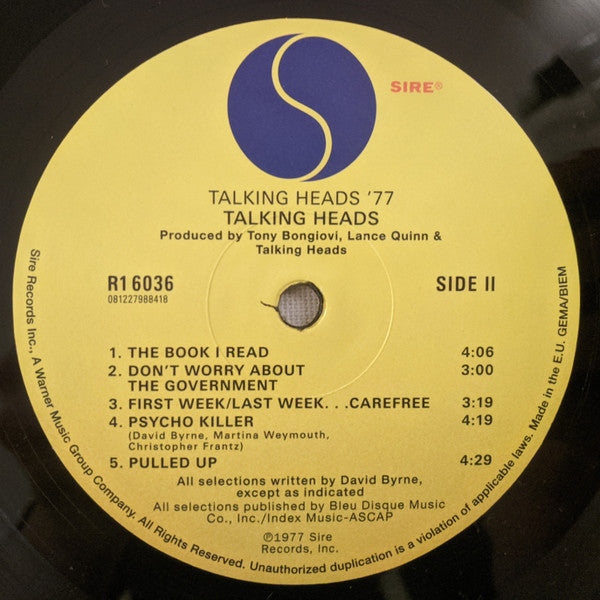 SIRE®
TALKING HEADS '77
TALKING HEADS
Produced by Tony Bongiovi, Lance Quinn &
Talking Heads
R1 6036
081227988418
SIDE II
1. THE BOOK I READ 4:06
2. DON'T WORRY ABOUT
THE GOVERNMENT 3:00
3. FIRST WEEK/LAST WEEK. . .CAREFREE 3:19
4. PSYCHO KILLER 4:19
(David Byrne, Martina Weymouth,
Christopher Frantz)
5. PULLED UP 4:29
All selections written by David Byrne,
except as indicated
All selections published by Bleu Disque Music
Co., Inc./Index Music-ASCAP
℗1977 Sire
Records, Inc.
Sire Records Inc., A Warner Music Group Company. All Rights Reserved. Unauthorized duplication is a violation of applicable laws. Made in the E.U. GEMA/BIEM